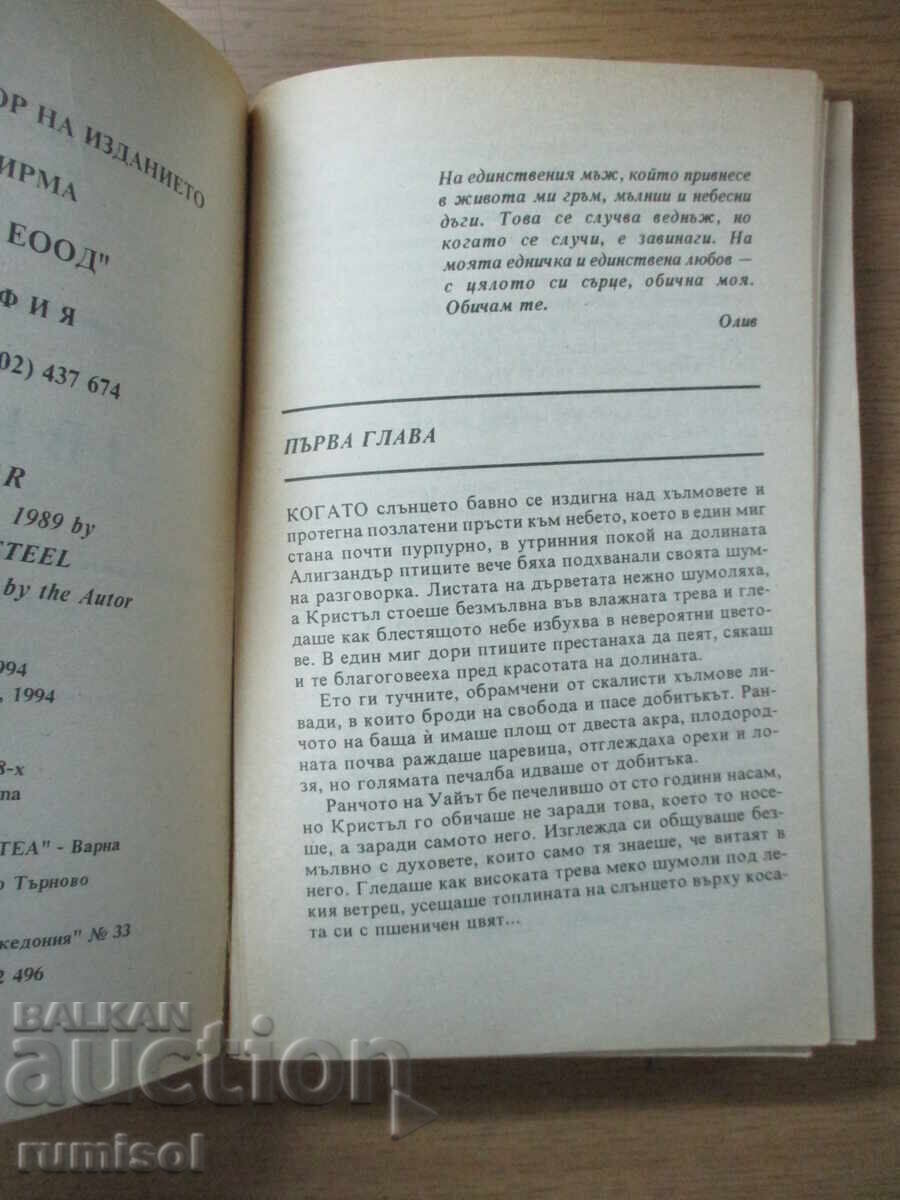 ОР НА ИЗДАНИЕТО
ИРМА
ЕООД"
ФИЯ
02) 437 674
R
1989 by
STEEL
by the Autor
994
, 1994
8-х
па
ТЕА" - Варна
о Търново
кедония" № 33
2 496
На единствения мъж, който привнесе
в живота ми гръм, мълнии и небесни
дъги. Това се случва веднъж, но
когато се случи, е завинаги. На
моята едничка и единствена любов –
с цялото си сърце, обична моя.
Обичам те.
Олив
ПЪРВА ГЛАВА
КОГАТО слънцето бавно се издигна над хълмовете и
протегна позлатени пръсти към небето, което в един миг
стана почти пурпурно, в утринния покой на долината
Алигзандър птиците вече бяха подхванали своята шум-
на разговорка. Листата на дърветата нежно шумоляха,
а Кристъл стоеше безмълвна във влажната трева и гле-
даше как блестящото небе избухва в невероятни цвето-
ве. В един миг дори птиците престанаха да пеят, сякаш
и те благоговееха пред красотата на долината.
Ето ги тучните, обрамчени от скалисти хълмове ли-
вади, в които броди на свобода и пасе добитъкът. Ран-
чото на баща ѝ имаше площ от двеста акра, плодород-
ната почва раждаше царевица, отглеждаха орехи и ло-
зя, но голямата печалба идваше от добитъка.
Ранчото на Уайът бе печелившо от сто години насам,
но Кристъл го обичаше не заради това, което то носе-
ше, а заради самото него. Изглежда си общуваше без-
мълвно с духовете, които само тя знаеше, че витаят в
него. Гледаше как високата трева меко шумоли под ле-
кия ветрец, усещаше топлината на слънцето върху коса-
та си с пшеничен цвят...
BALKAN
auction
rumisol